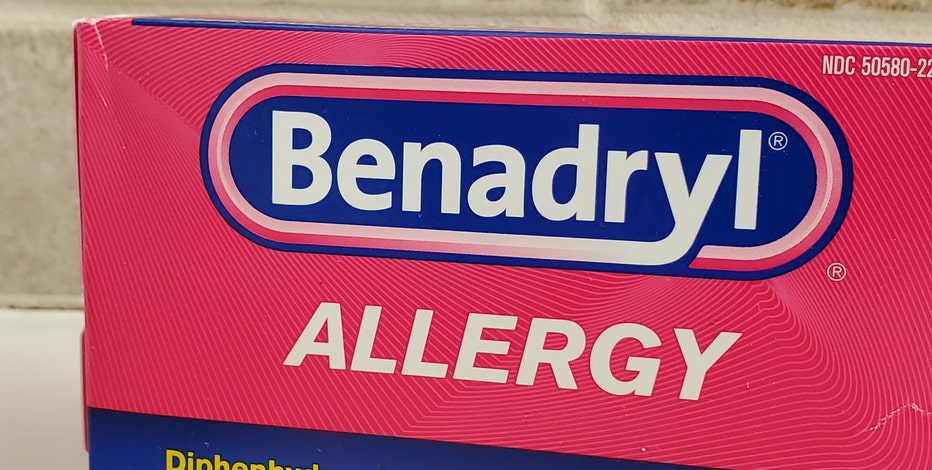 NDC 50580-22
Benadryl®
®
ALLERGY